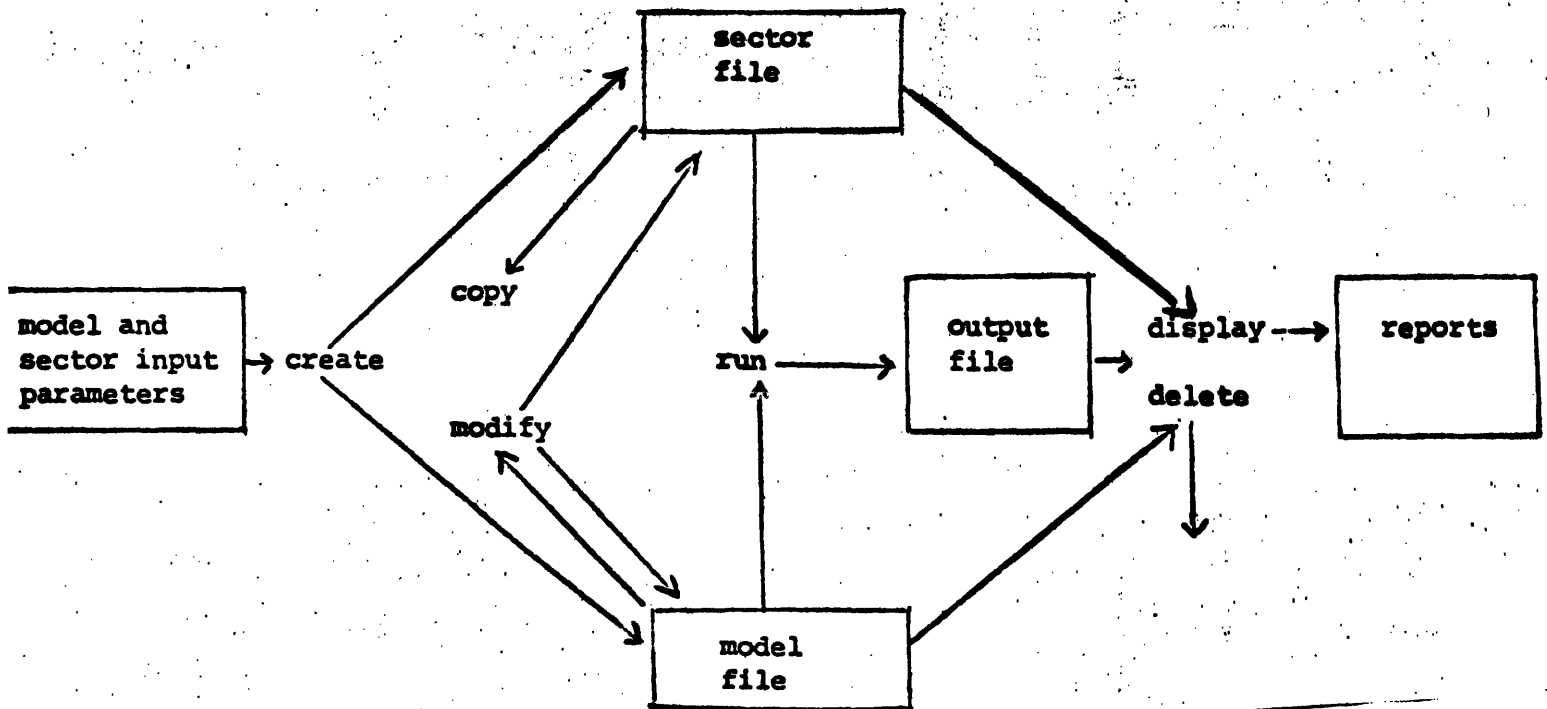 sector
file
copy
model and
sector input
parameters
create
modify
run
output
file
display
delete
reports
model
file